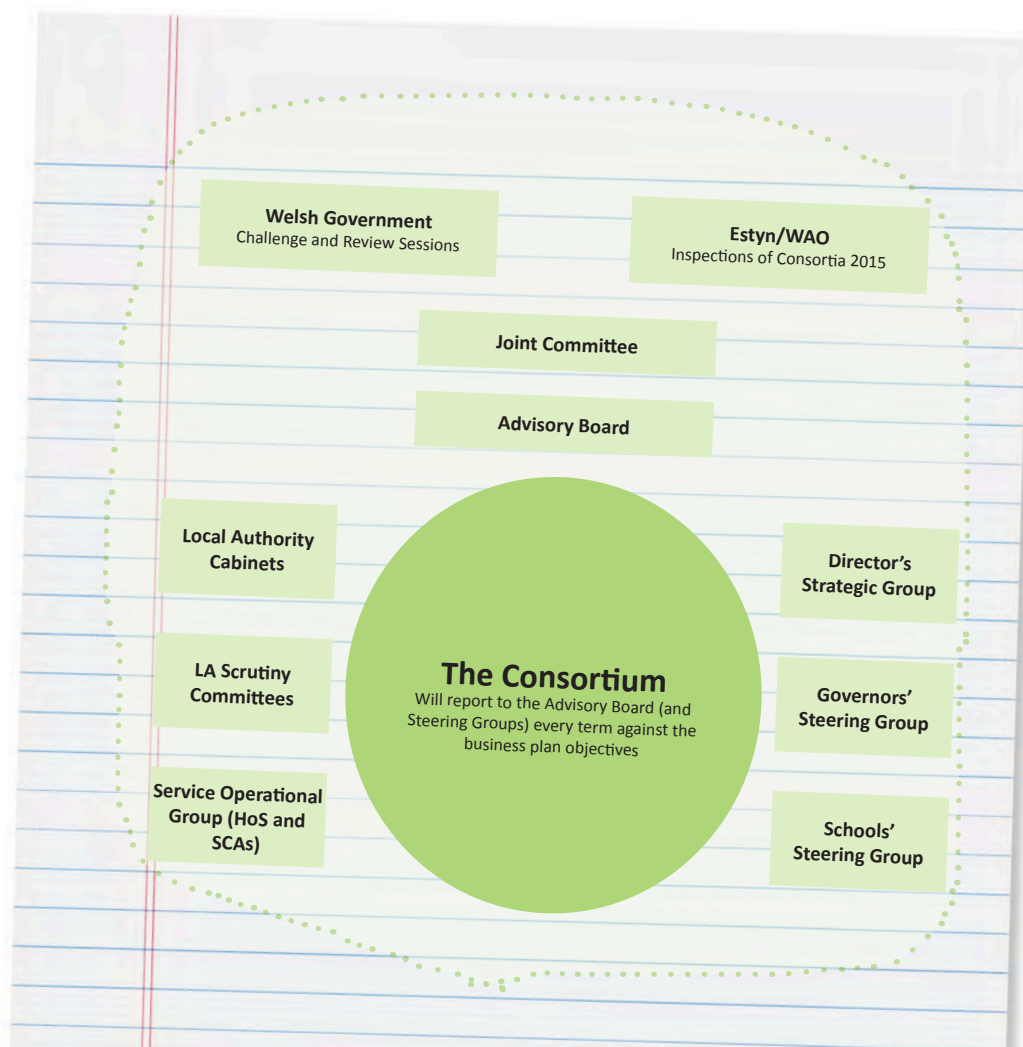 Welsh Government
Challenge and Review Sessions
Estyn/WAO
Inspections of Consortia 2015
Joint Committee
Advisory Board
Local Authority
Cabinets
Director’s
Strategic Group
The Consortium
Will report to the Advisory Board (and
Steering Groups) every term against the
business plan objectives
LA Scrutiny
Committees
Governors’
Steering Group
Service Operational
Group (HoS and
SCAs)
Schools’
Steering Group